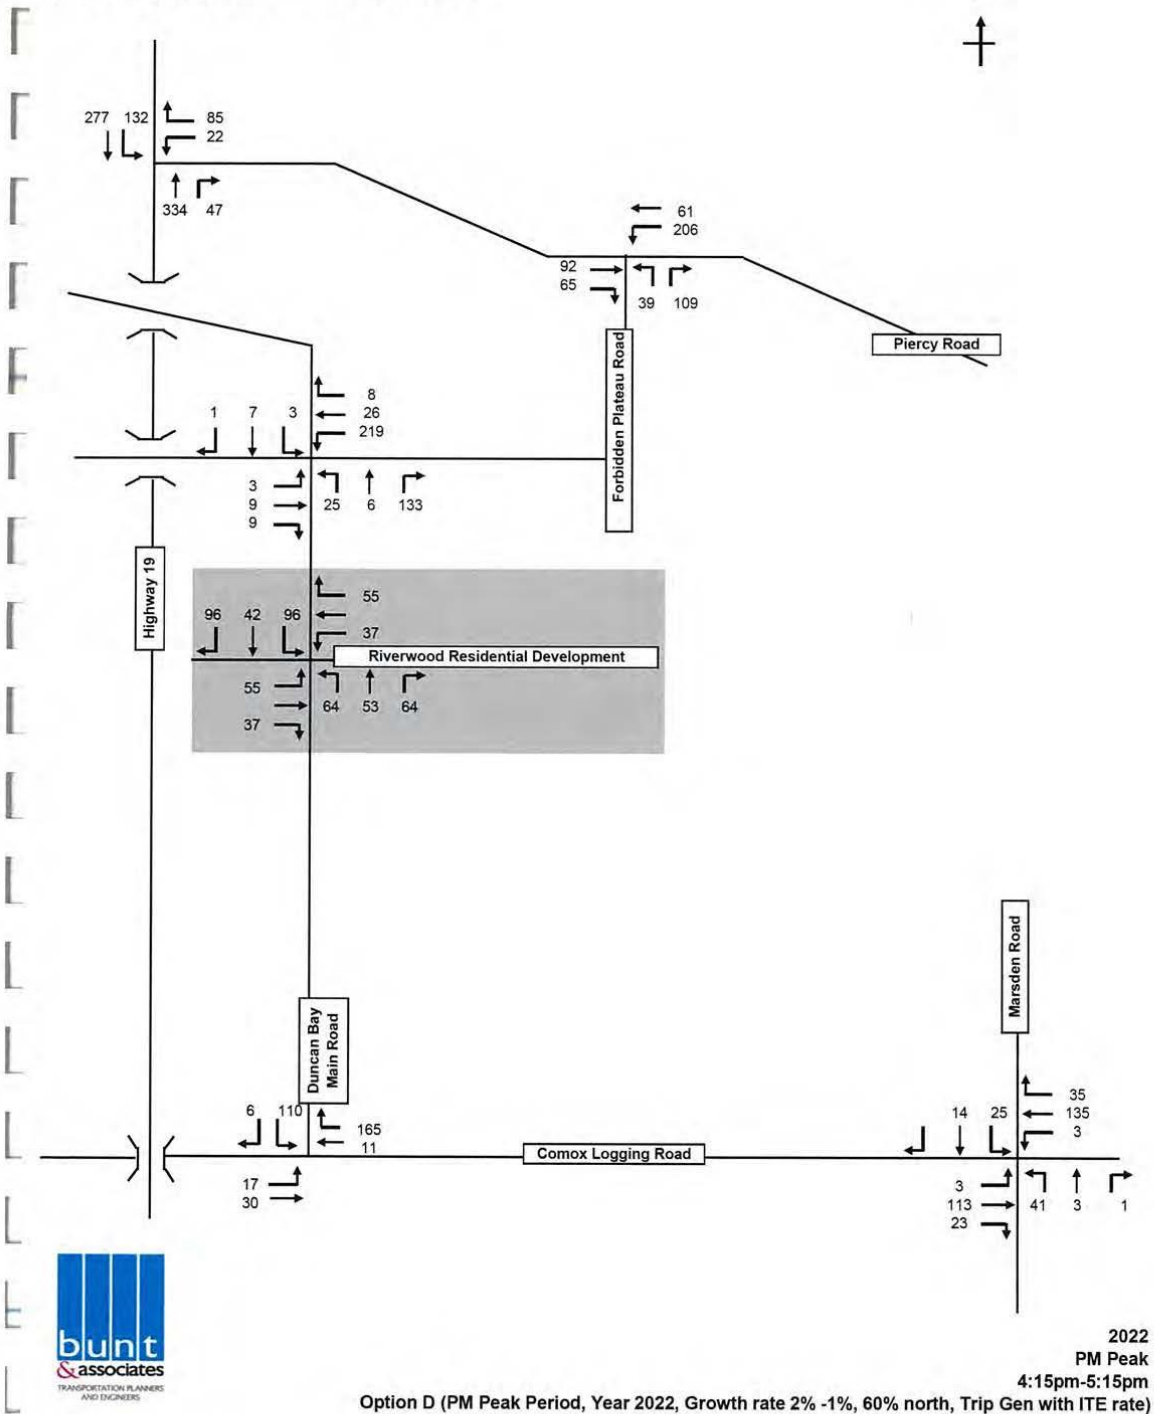 277 132
85
22
334 47
61
206
92
65
39 109
Piercy Road
Forbidden Plateau Road
8
26
219
1 7 3
3
9
9
25 6 133
Highway 19
55
37
96 42 96
Riverwood Residential Development
55
37
64 53 64
Marsden Road
Duncan Bay
Main Road
6 110
165
11
17
30
Comox Logging Road
14 25
35
135
3
3
113
23
41 3 1
bunt
& associates
TRANSPORTATION PLANNERS
AND ENGINEERS
2022
PM Peak
4:15pm-5:15pm
Option D (PM Peak Period, Year 2022, Growth rate 2% -1%, 60% north, Trip Gen with ITE rate)